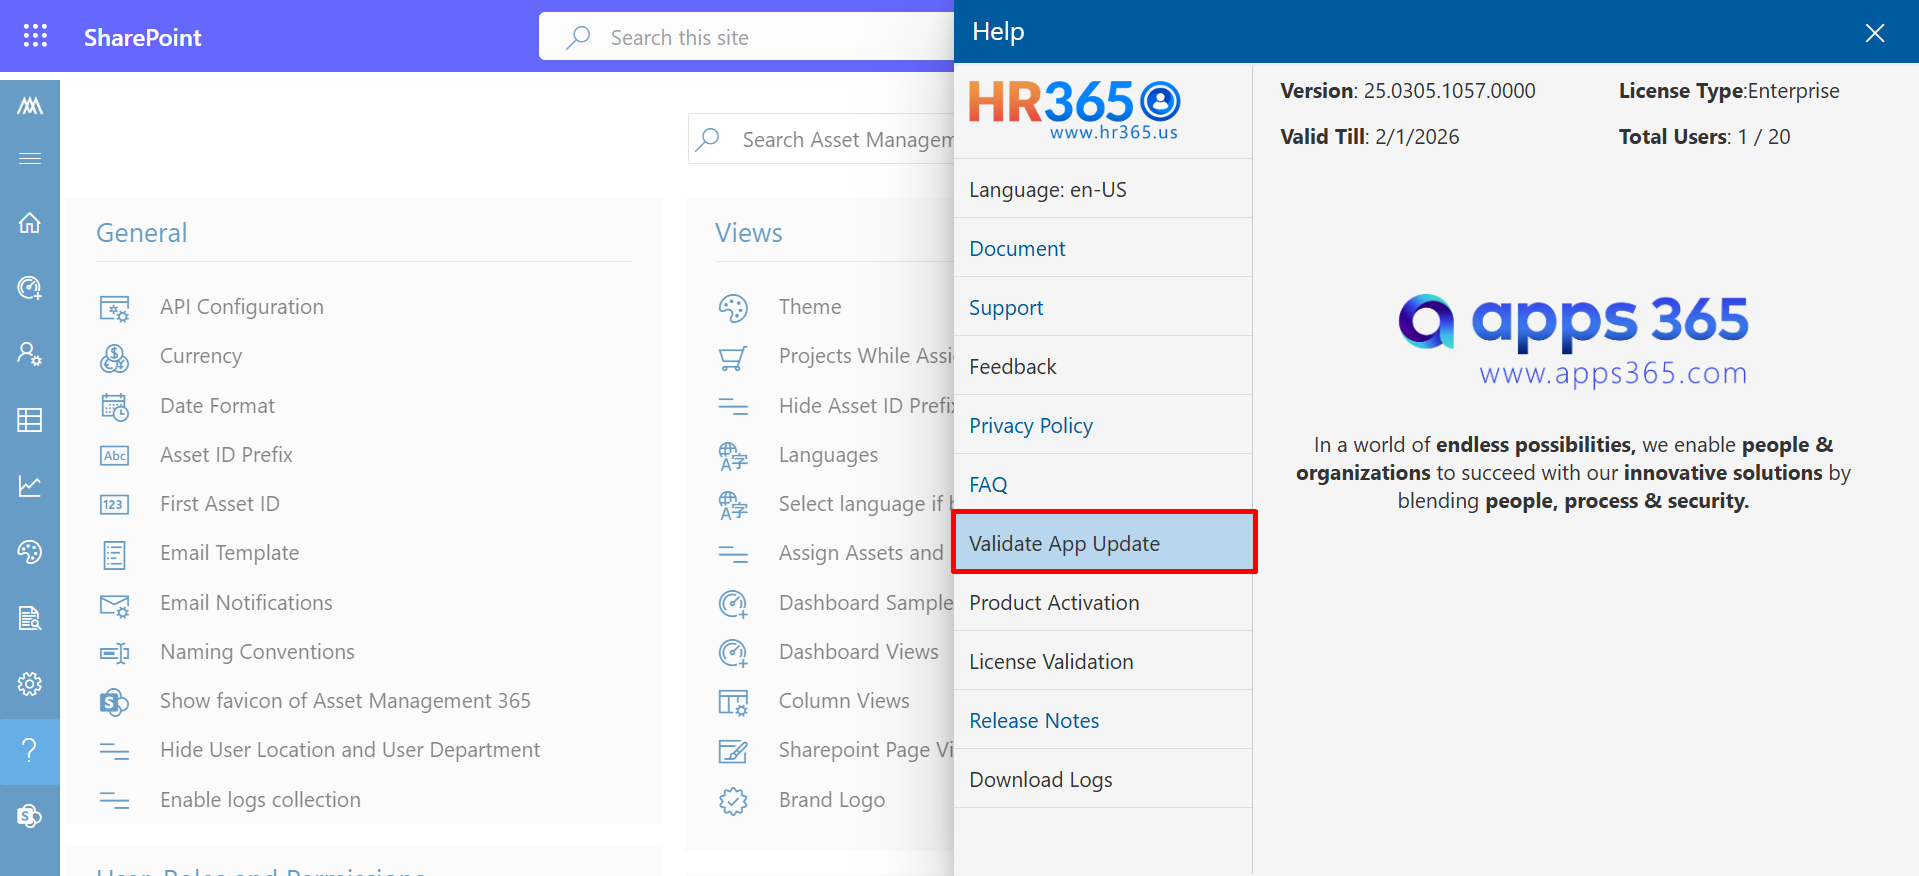 SharePoint
Search this site
Search Asset Managem
General
API Configuration
Currency
Date Format
Abc
Asset ID Prefix
123
First Asset ID
Email Template
Email Notifications
Naming Conventions
Show favicon of Asset Management 365
Hide User Location and User Department
Enable logs collection
User, Roles and Permissions
Views
Theme
Projects While Assi
Hide Asset ID Prefix
Languages
Select language if
Assign Assets and
Dashboard Sample
Dashboard Views
Column Views
Sharepoint Page Vi
Brand Logo
Help
HR365
www.hr365.us
Language: en-US
Document
Support
Feedback
Privacy Policy
FAQ
Validate App Update
Product Activation
License Validation
Release Notes
Download Logs
Version: 25.0305.1057.0000
License Type:Enterprise
Valid Till: 2/1/2026
Total Users: 1 / 20
apps 365
www.apps365.com
In a world of endless possibilities, we enable people &
organizations to succeed with our innovative solutions by
blending people, process & security.